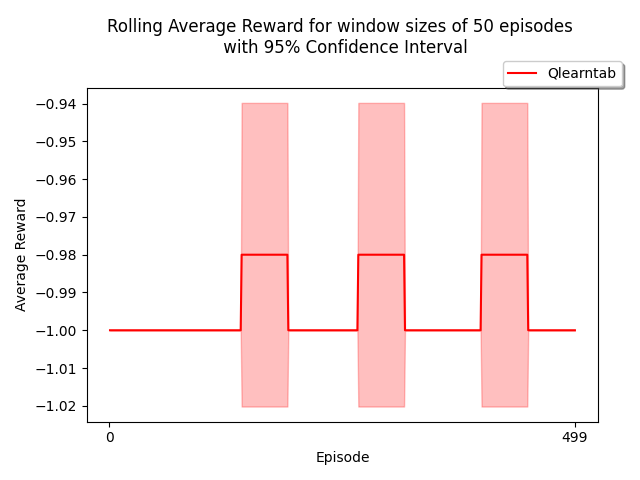 Rolling Average Reward for window sizes of 50 episodes
with 95% Confidence Interval
Qlearntab
−0.94
−0.95
−0.96
−0.97
−0.98
−0.99
−1.00
−1.01
−1.02
Average Reward
0
499
Episode